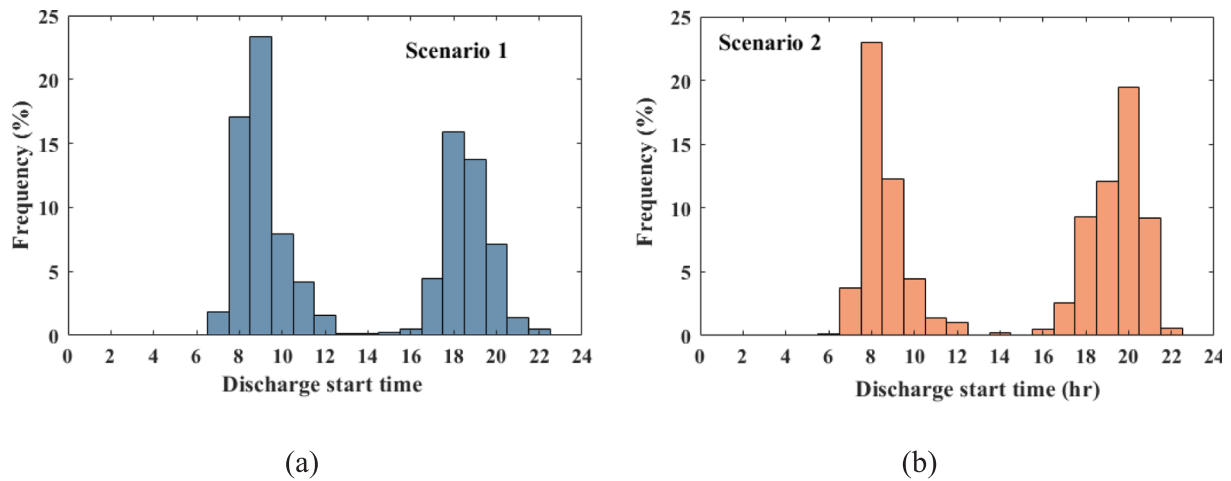 Scenario 1
Frequency (%)
25
20
15
10
5
0
0 2 4 6 8 10 12 14 16 18 20 22 24
Discharge start time
(a)
Scenario 2
Frequency (%)
25
20
15
10
5
0
0 2 4 6 8 10 12 14 16 18 20 22 24
Discharge start time (hr)
(b)